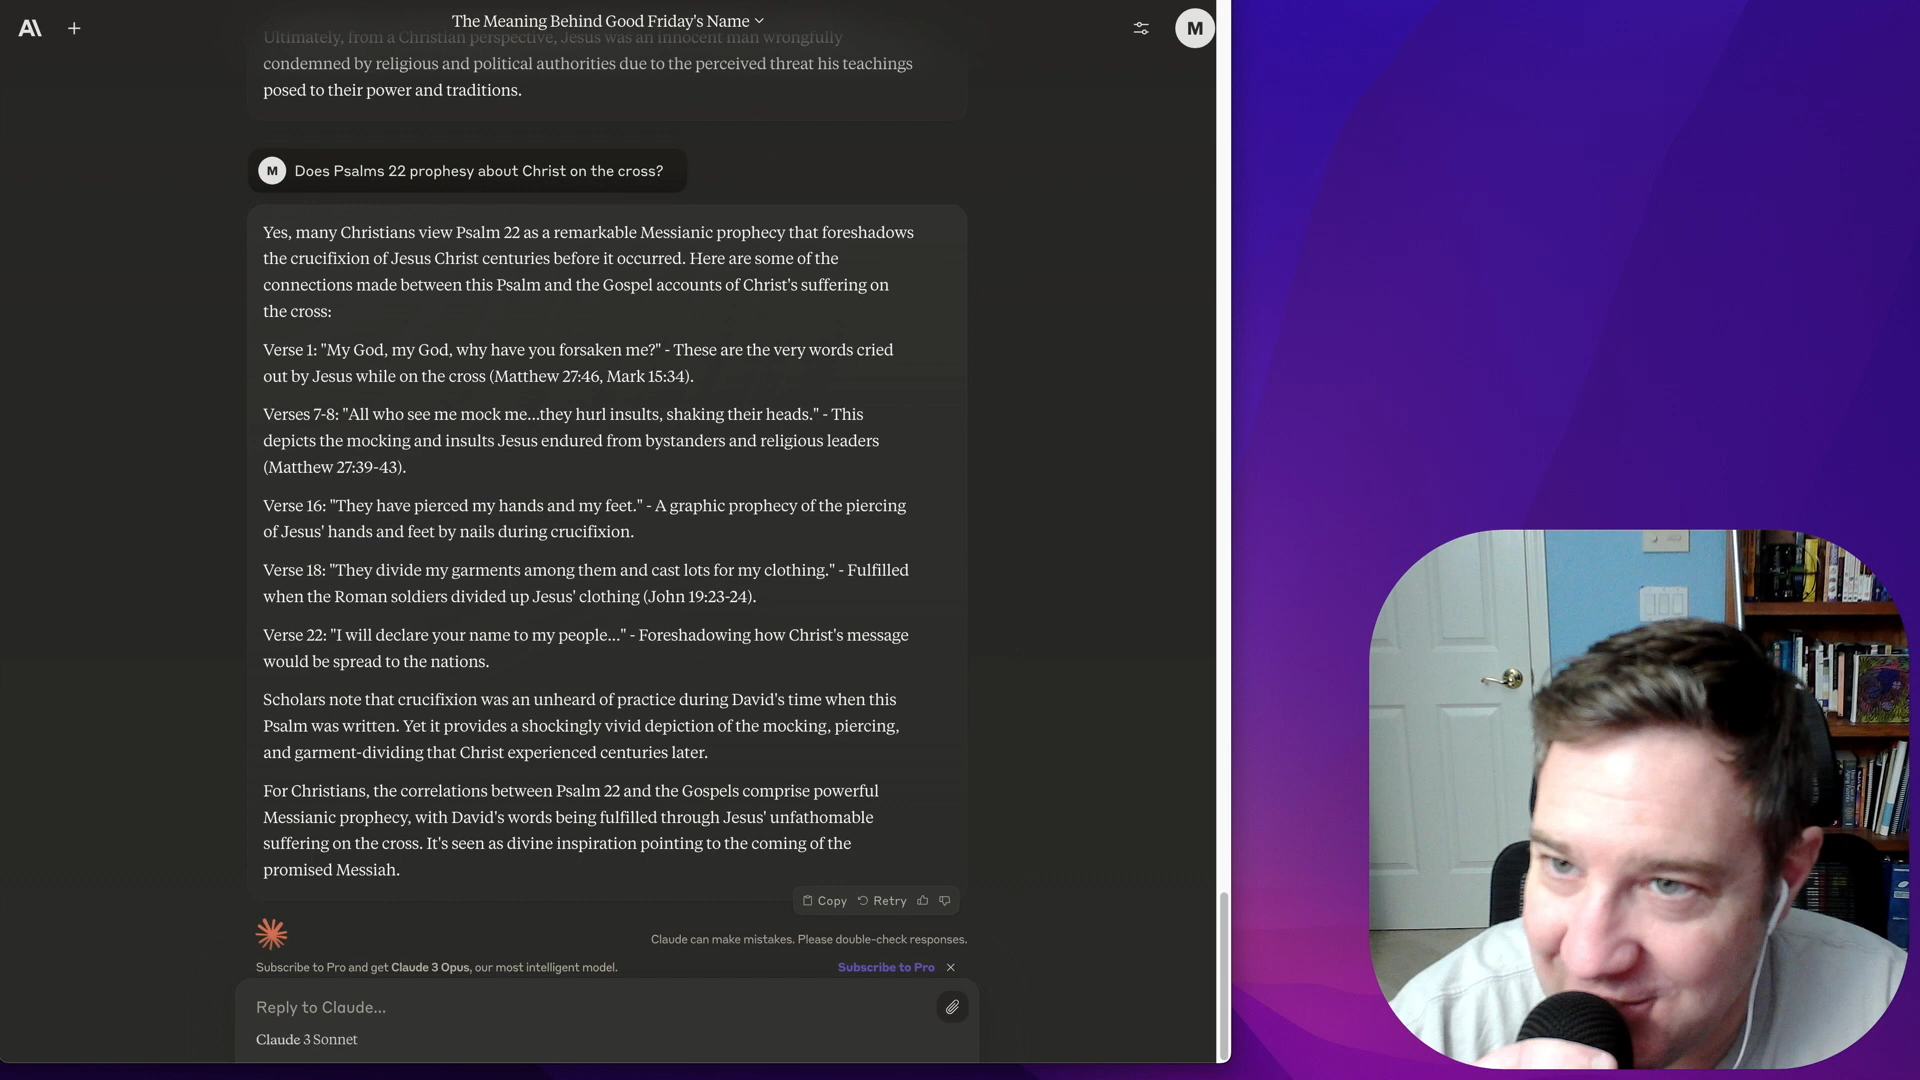 The Meaning Behind Good Friday's Name
M
Ultimately, from a Christian perspective, Jesus was an innocent man wrongfully
condemned by religious and political authorities due to the perceived threat his teachings
posed to their power and traditions.
M Does Psalms 22 prophesy about Christ on the cross?
Yes, many Christians view Psalm 22 as a remarkable Messianic prophecy that foreshadows
the crucifixion of Jesus Christ centuries before it occurred. Here are some of the
connections made between this Psalm and the Gospel accounts of Christ's suffering on
the cross:
Verse 1: "My God, my God, why have you forsaken me?" - These are the very words cried
out by Jesus while on the cross (Matthew 27:46, Mark 15:34).
Verses 7-8: "All who see me mock me...they hurl insults, shaking their heads." - This
depicts the mocking and insults Jesus endured from bystanders and religious leaders
(Matthew 27:39-43).
Verse 16: "They have pierced my hands and my feet." - A graphic prophecy of the piercing
of Jesus' hands and feet by nails during crucifixion.
Verse 18: "They divide my garments among them and cast lots for my clothing." - Fulfilled
when the Roman soldiers divided up Jesus' clothing (John 19:23-24).
Verse 22: "I will declare your name to my people..." - Foreshadowing how Christ's message
would be spread to the nations.
Scholars note that crucifixion was an unheard of practice during David's time when this
Psalm was written. Yet it provides a shockingly vivid depiction of the mocking, piercing,
and garment-dividing that Christ experienced centuries later.
For Christians, the correlations between Psalm 22 and the Gospels comprise powerful
Messianic prophecy, with David's words being fulfilled through Jesus' unfathomable
suffering on the cross. It's seen as divine inspiration pointing to the coming of the
promised Messiah.
Copy Retry
Claude can make mistakes. Please double-check responses.
Subscribe to Pro and get Claude 3 Opus, our most intelligent model. Subscribe to Pro
Reply to Claude...
Claude 3 Sonnet